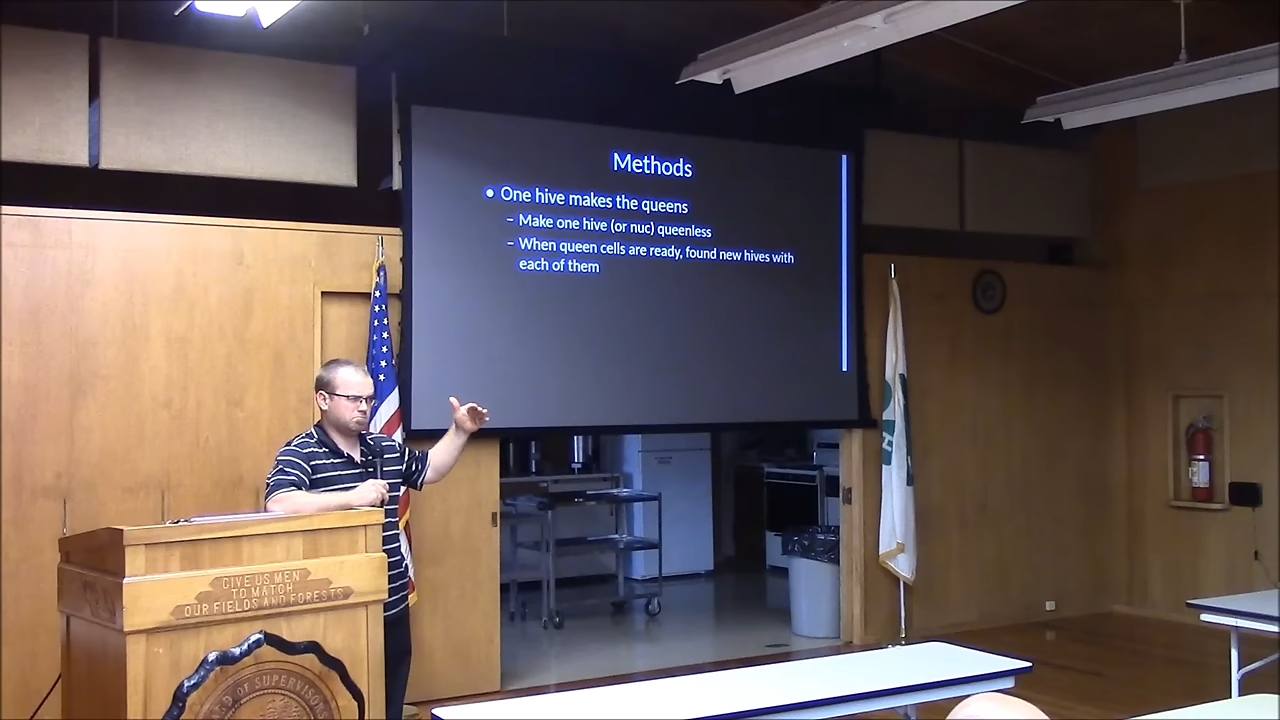 Methods
• One hive makes the queens
– Make one hive (or nuc) queenless
– When queen cells are ready, found new hives with
each of them
GIVE US MEN
TO MATCH
OUR FIELDS AND FORESTS
OF SUPERVISORS